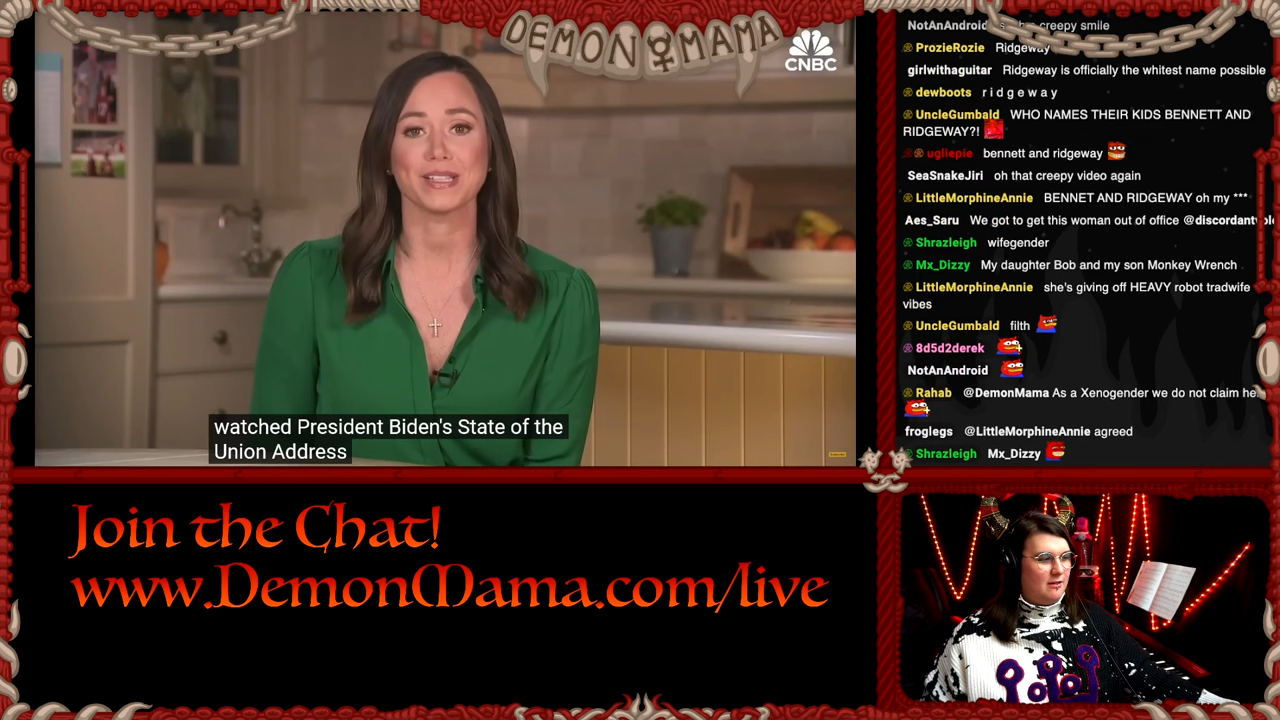 DEMON MAMA
CNBC
watched President Biden's State of the
Union Address
Join the Chat!
www.DemonMama.com/live
NotAnAndroid creepy smile
ProzieRozie Ridgeway
girlwithaguitar Ridgeway is officially the whitest name possible
dewboots r i d g e w a y
UncleGumbald WHO NAMES THEIR KIDS BENNETT AND
RIDGEWAY?!
ugliepie bennett and ridgeway
SeaSnakeJiri oh that creepy video again
LittleMorphineAnnie BENNET AND RIDGEWAY oh my ***
Aes_Saru We got to get this woman out of office
Shrazleigh wifegender
Mx_Dizzy My daughter Bob and my son Monkey Wrench
LittleMorphineAnnie she's giving off HEAVY robot tradwife
vibes
UncleGumbald filth
8d5d2derek
NotAnAndroid
Rahab @DemonMama As a Xenogender we do not claim
froglegs @LittleMorphineAnnie agreed
Shrazleigh Mx_Dizzy